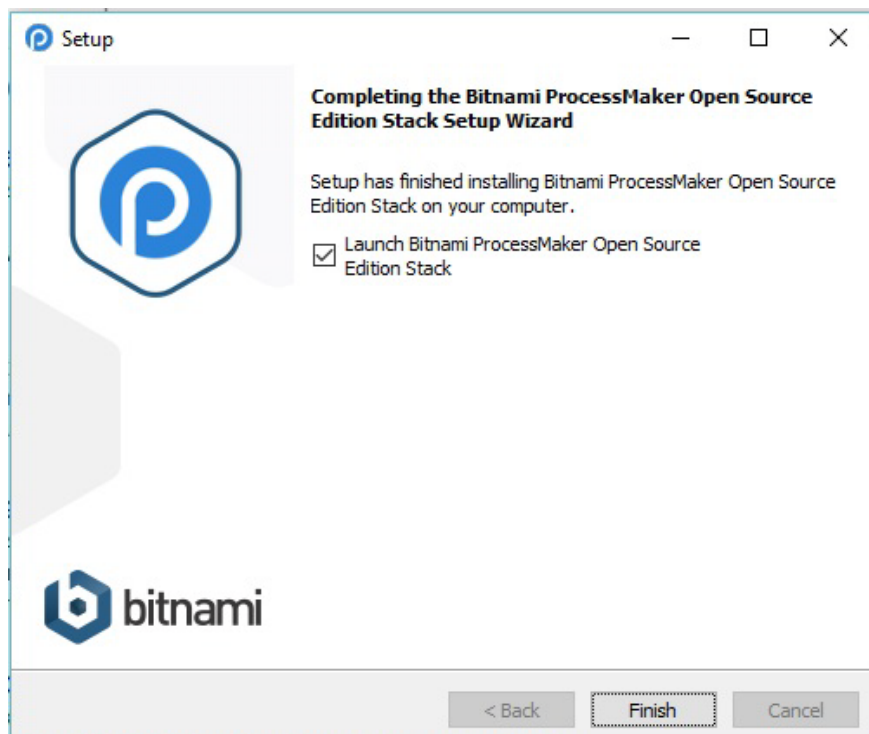 Setup
Completing the Bitnami ProcessMaker Open Source
Edition Stack Setup Wizard
Setup has finished installing Bitnami ProcessMaker Open Source
Edition Stack on your computer.
Launch Bitnami ProcessMaker Open Source
Edition Stack
bitnami
< Back
Finish
Cancel